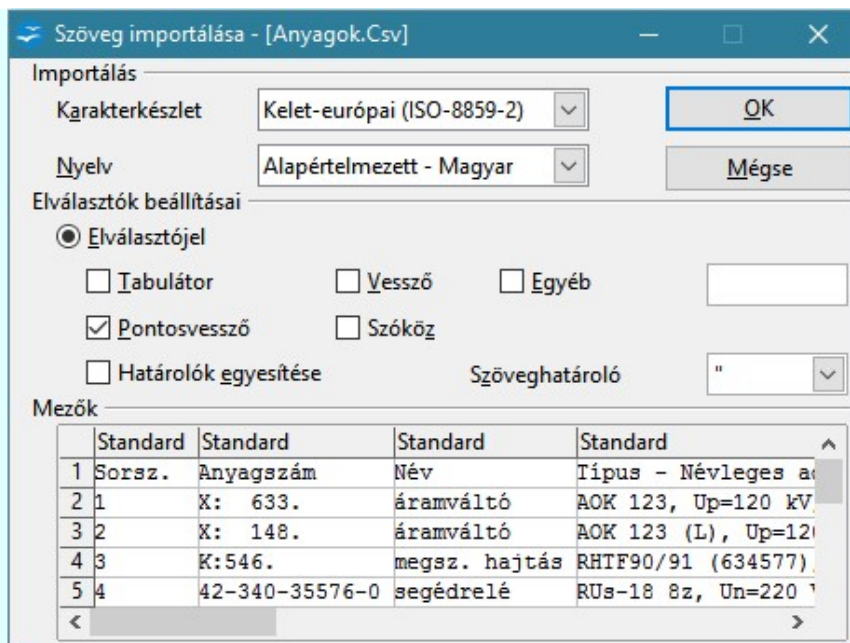 Szöveg importálása - [Anyagok.Csv]
Importálás
Karakterkészlet Kelet-európai (ISO-8859-2) OK
Nyelv Alapértelmezett - Magyar Mégse
Elválasztók beállításai
Elválasztójel
Tabulátor Vessző Egyéb
Pontosvessző Szóköz
Határolók egyesítése Szöveghatároló "
Mezők
Standard Standard Standard Standard
1 Sorsz. Anyagszám Név Típus - Névleges
2 1 X: 633. áramváltó AOK 123, Up=120 kV,
3 2 X: 148. áramváltó AOK 123 (L), Up=120
4 3 K:546. megsz. hajtás RHTF90/91 (634577),
5 4 42-340-35576-0 segédrelé RUs-18 8z, Un=220